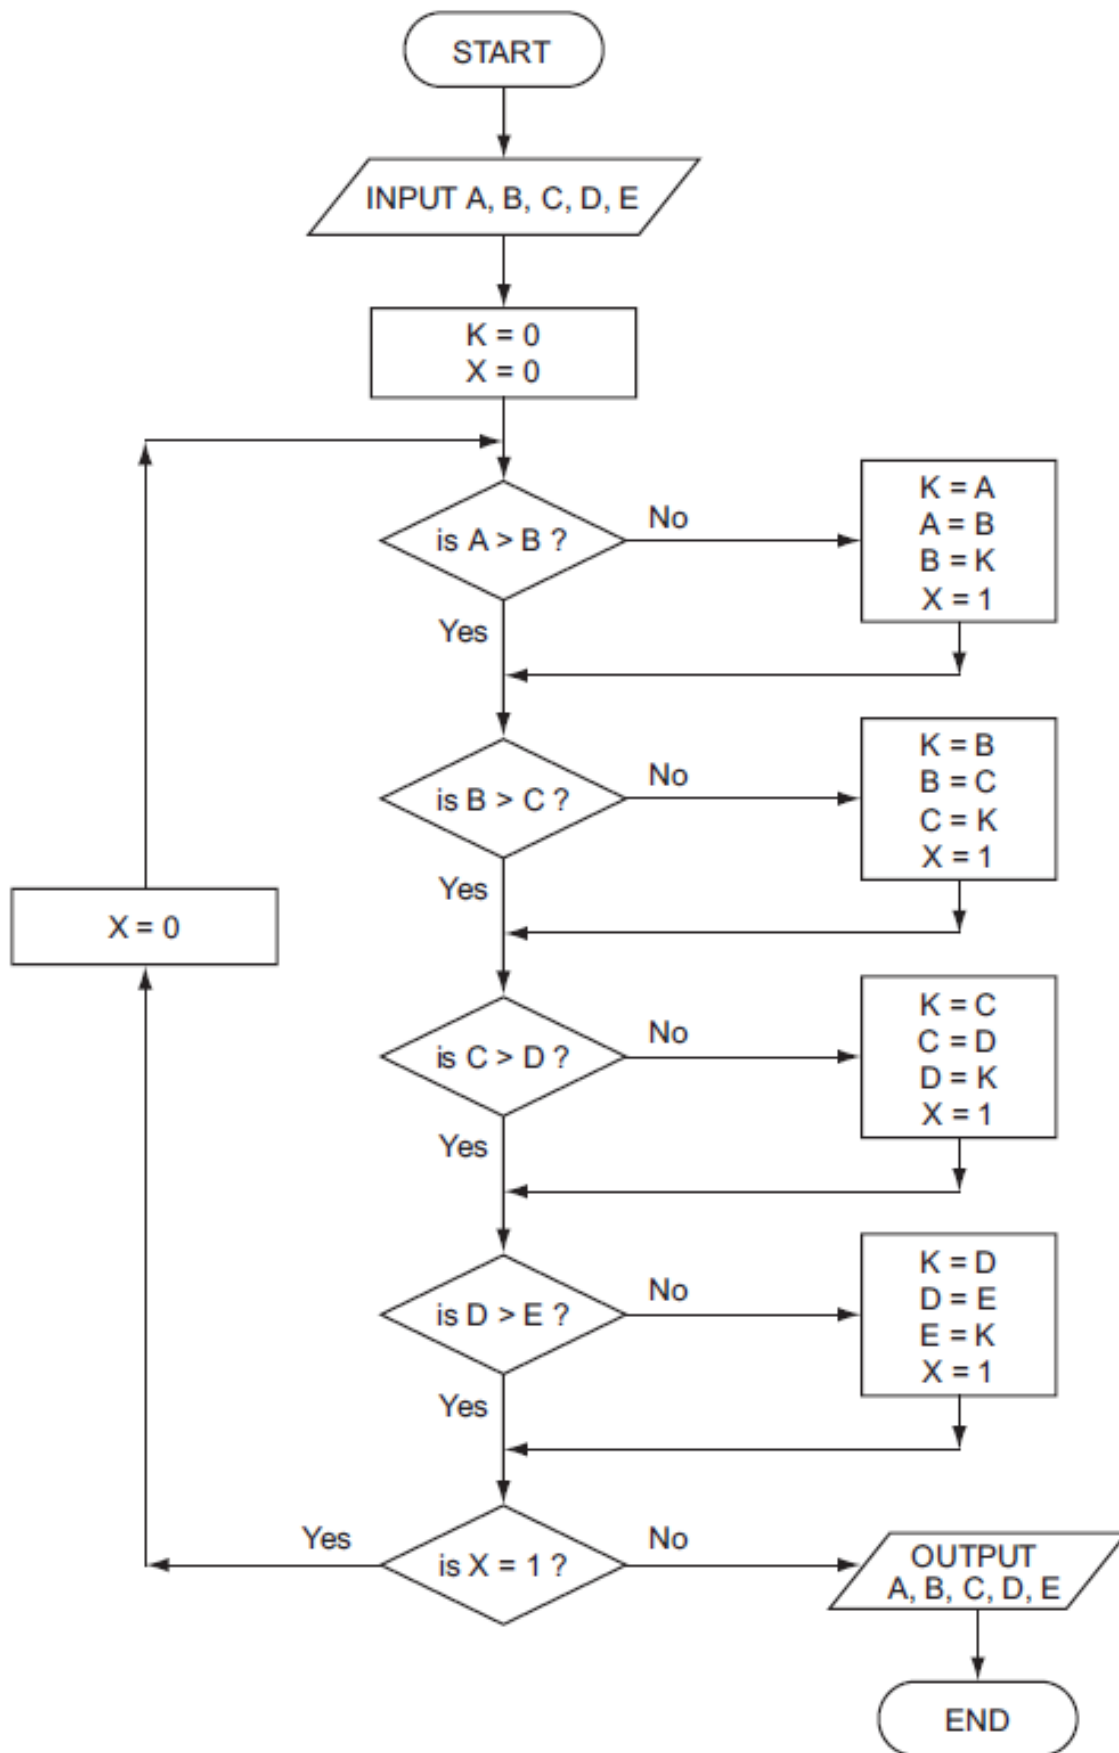 START
INPUT A, B, C, D, E
K = 0
X = 0
is A > B ?
No
K = A
A = B
B = K
X = 1
Yes
is B > C ?
No
K = B
B = C
C = K
X = 1
Yes
X = 0
is C > D ?
No
K = C
C = D
D = K
X = 1
Yes
is D > E ?
No
K = D
D = E
E = K
X = 1
Yes
is X = 1 ?
Yes
No
OUTPUT
A, B, C, D, E
END